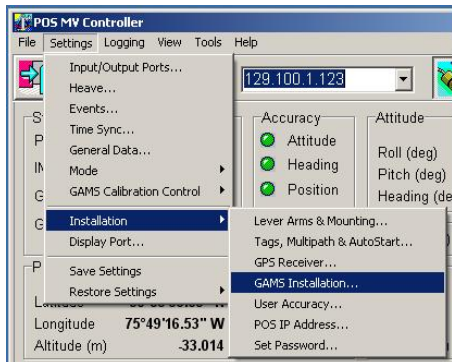 POS MV Controller
File Settings Logging View Tools Help
129.100.1.123
Input/Output Ports...
Heave...
Events...
Time Sync...
General Data...
Mode
GAMS Calibration Control
Installation
Display Port...
Save Settings
Restore Settings
Accuracy
Attitude
Heading
Position
Attitude
Roll (deg)
Pitch (deg)
Heading (de
Lever Arms & Mounting...
Tags, Multipath & AutoStart...
GPS Receiver...
GAMS Installation...
User Accuracy...
POS IP Address...
Set Password...
Longitude 75°49'16.53" W
Altitude (m) -33.014